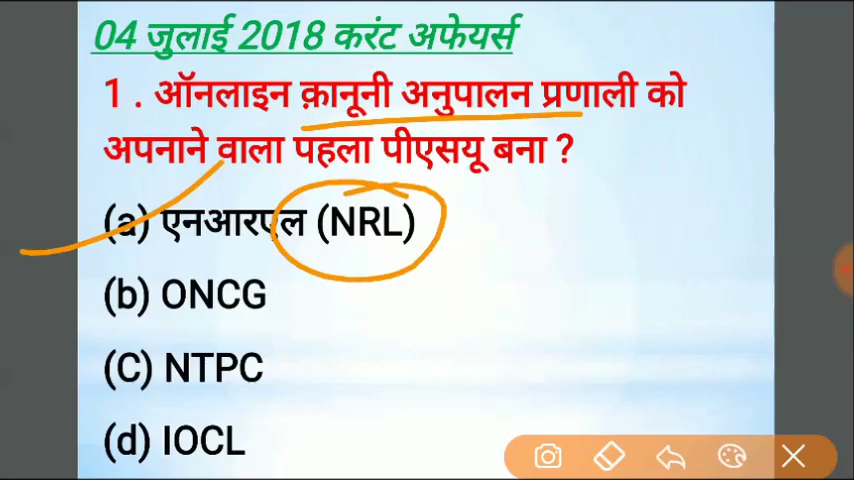 04 जुलाई 2018 करंट अफेयर्स
1 . ऑनलाइन क़ानूनी अनुपालन प्रणाली को
अपनाने वाला पहला पीएसयू बना ?
(a) एनआरएल (NRL)
(b) ONCG
(C) NTPC
(d) IOCL